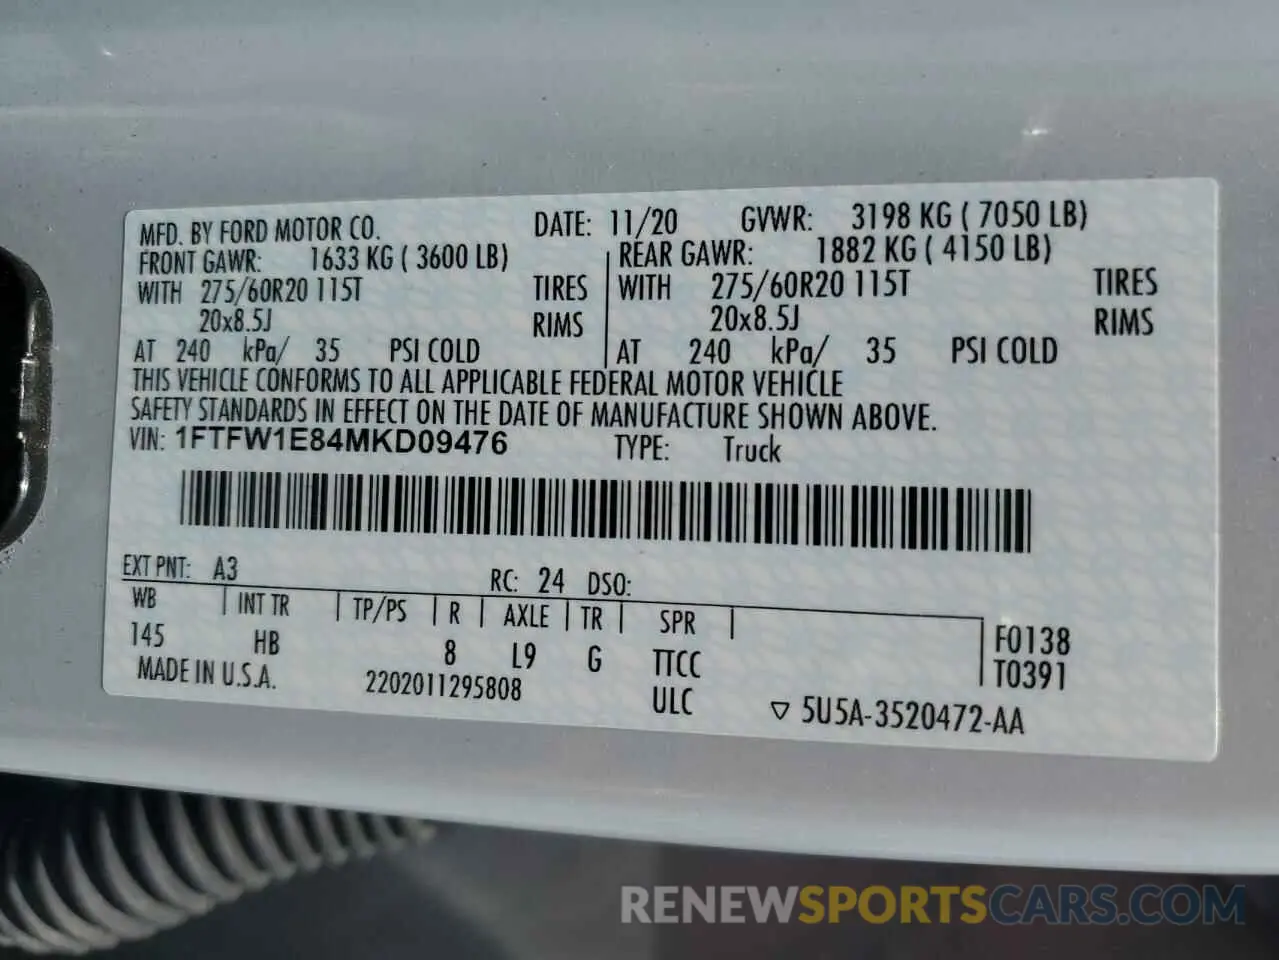 MFD. BY FORD MOTOR CO. DATE: 11/20 GVWR: 3198 KG ( 7050 LB)
FRONT GAWR: 1633 KG ( 3600 LB) REAR GAWR: 1882 KG ( 4150 LB)
WITH 275/60R20 115T TIRES WITH 275/60R20 115T TIRES
20x8.5J RIMS 20x8.5J RIMS
AT 240 kPa/ 35 PSI COLD AT 240 kPa/ 35 PSI COLD
THIS VEHICLE CONFORMS TO ALL APPLICABLE FEDERAL MOTOR VEHICLE
SAFETY STANDARDS IN EFFECT ON THE DATE OF MANUFACTURE SHOWN ABOVE.
VIN: 1FTFW1E84MKD09476 TYPE: Truck
EXT PNT: A3 RC: 24 DSO:
WB INT TR TP/PS R AXLE TR SPR F0138
145 HB 8 L9 G TTCC T0391
MADE IN U.S.A. 2202011295808 ULC ▽ 5U5A-3520472-AA
RENEWSPORTSCARS.COM